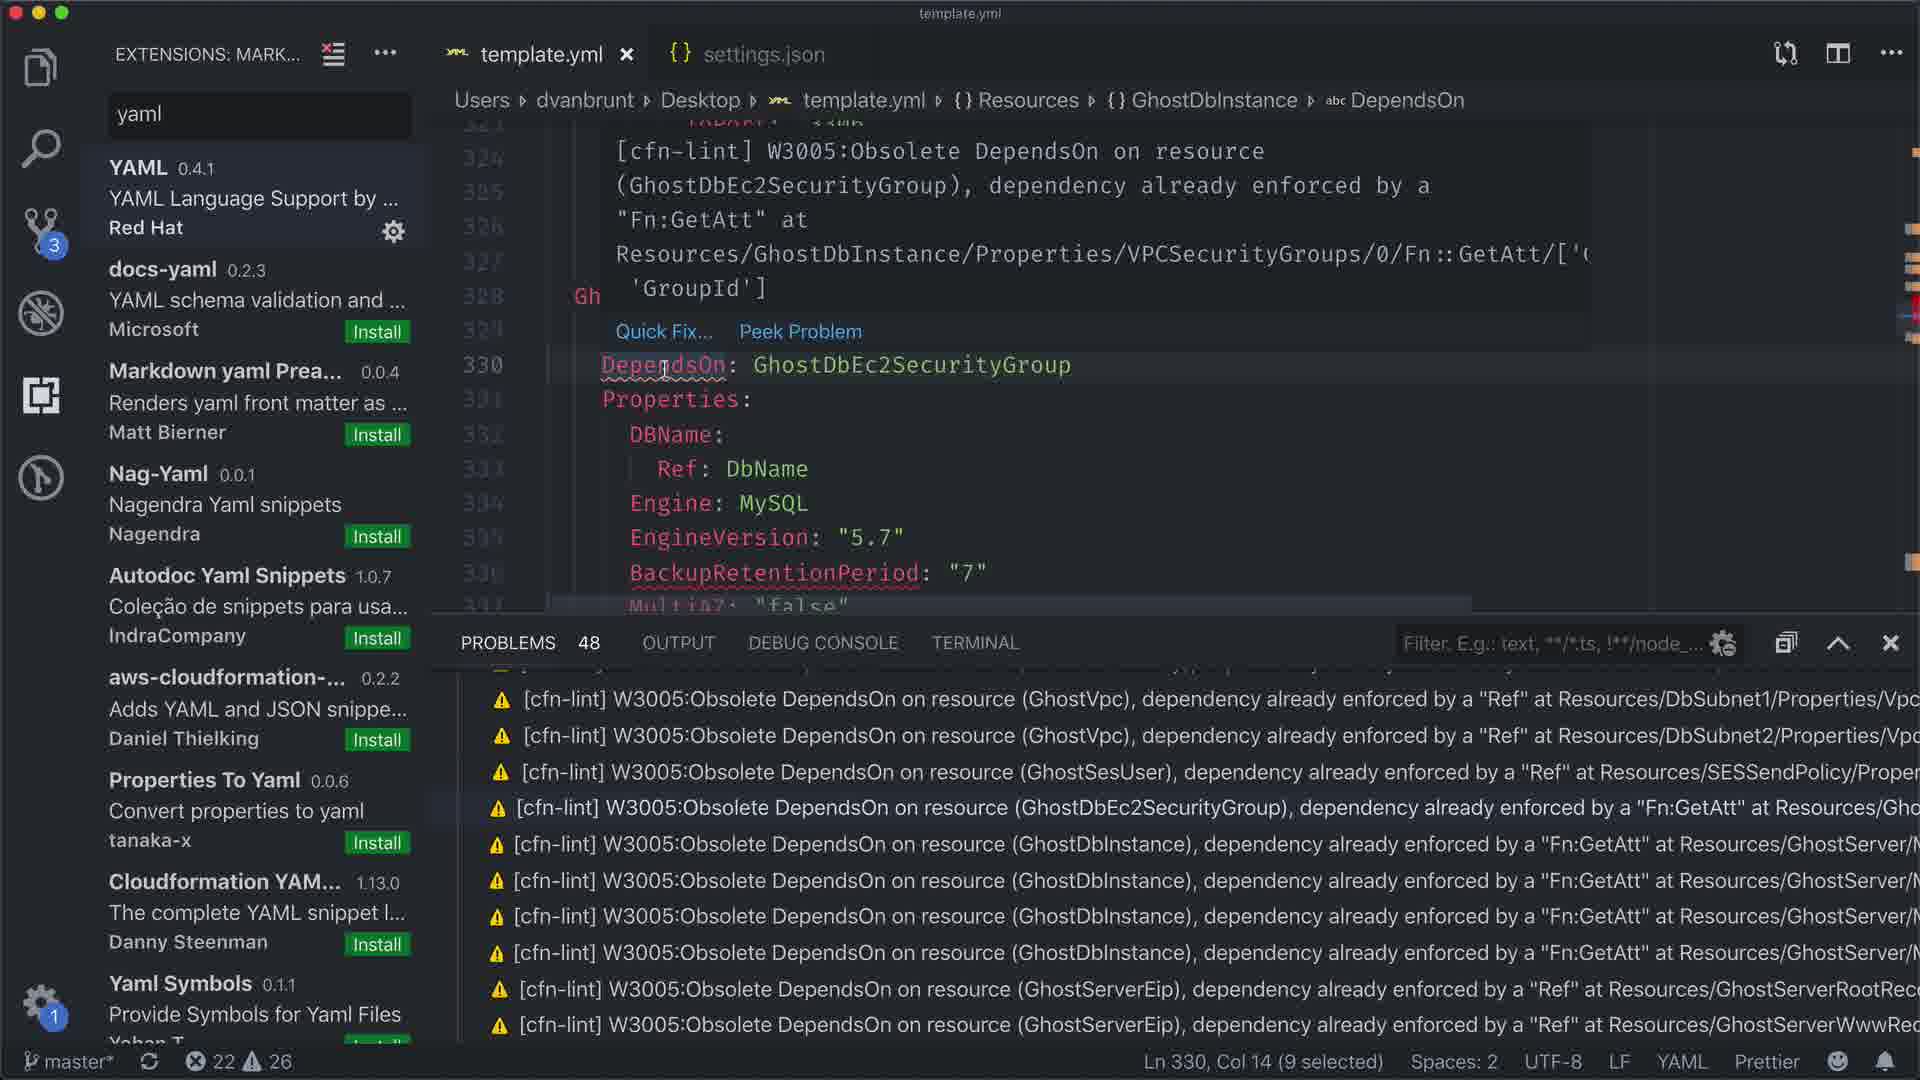 template.yml
EXTENSIONS: MARK...
template.yml
settings.json
yaml
Users dvanbrunt Desktop template.yml {} Resources {} GhostDbInstance abc DependsOn
YAML 0.4.1
YAML Language Support by ...
Red Hat
docs-yaml 0.2.3
YAML schema validation and ...
Microsoft Install
Markdown yaml Prea... 0.0.4
Renders yaml front matter as ...
Matt Bierner Install
Nag-Yaml 0.0.1
Nagendra Yaml snippets
Nagendra Install
Autodoc Yaml Snippets 1.0.7
Coleção de snippets para usa...
IndraCompany Install
aws-cloudformation-... 0.2.2
Adds YAML and JSON snippe...
Daniel Thielking Install
Properties To Yaml 0.0.6
Convert properties to yaml
tanaka-x Install
Cloudformation YAM... 1.13.0
The complete YAML snippet l...
Danny Steenman Install
Yaml Symbols 0.1.1
Provide Symbols for Yaml Files
3
1
324
325
326
327
328 Gh
329
[cfn-lint] W3005:Obsolete DependsOn on resource
(GhostDbEc2SecurityGroup), dependency already enforced by a
"Fn:GetAtt" at
Resources/GhostDbInstance/Properties/VPCSecurityGroups/0/Fn::GetAtt/['
'GroupId']
Quick Fix... Peek Problem
330 DependsOn: GhostDbEc2SecurityGroup
331 Properties:
332 DBName:
333 Ref: DbName
334 Engine: MySQL
335 EngineVersion: "5.7"
336 BackupRetentionPeriod: "7"
337 MultiAZ: "false"
PROBLEMS 48 OUTPUT DEBUG CONSOLE TERMINAL Filter. E.g.: text, **/*.ts, !**/node_...
[cfn-lint] W3005:Obsolete DependsOn on resource (GhostVpc), dependency already enforced by a "Ref" at Resources/DbSubnet1/Properties/Vpc
[cfn-lint] W3005:Obsolete DependsOn on resource (GhostVpc), dependency already enforced by a "Ref" at Resources/DbSubnet2/Properties/Vpc
[cfn-lint] W3005:Obsolete DependsOn on resource (GhostSesUser), dependency already enforced by a "Ref" at Resources/SESSendPolicy/Proper
[cfn-lint] W3005:Obsolete DependsOn on resource (GhostDbEc2SecurityGroup), dependency already enforced by a "Fn:GetAtt" at Resources/Gho
[cfn-lint] W3005:Obsolete DependsOn on resource (GhostDbInstance), dependency already enforced by a "Fn:GetAtt" at Resources/GhostServer/M
[cfn-lint] W3005:Obsolete DependsOn on resource (GhostDbInstance), dependency already enforced by a "Fn:GetAtt" at Resources/GhostServer/M
[cfn-lint] W3005:Obsolete DependsOn on resource (GhostDbInstance), dependency already enforced by a "Fn:GetAtt" at Resources/GhostServer/M
[cfn-lint] W3005:Obsolete DependsOn on resource (GhostDbInstance), dependency already enforced by a "Fn:GetAtt" at Resources/GhostServer/M
[cfn-lint] W3005:Obsolete DependsOn on resource (GhostServerEip), dependency already enforced by a "Ref" at Resources/GhostServerRootReco
[cfn-lint] W3005:Obsolete DependsOn on resource (GhostServerEip), dependency already enforced by a "Ref" at Resources/GhostServerWwwRec
master* 22 26 Ln 330, Col 14 (9 selected) Spaces: 2 UTF-8 LF YAML Prettier